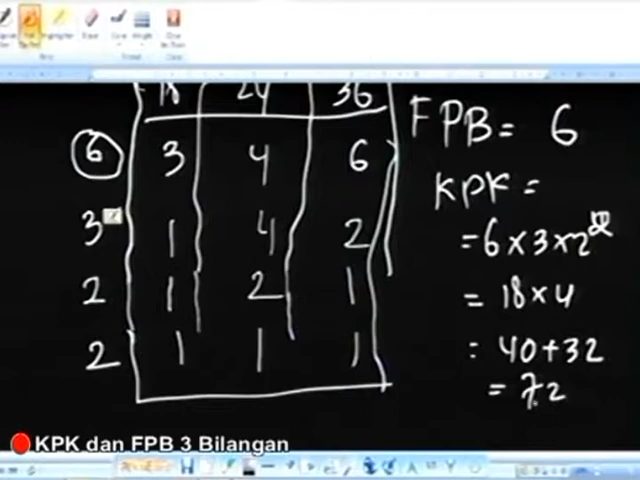 18 24 36
6 3 4 6
3 1 4 2
2 1 2 1
2 1 1 1
FPB = 6
KPK =
= 6 × 3 × 2²
= 18 × 4
= 40 + 32
= 72
KPK dan FPB 3 Bilangan